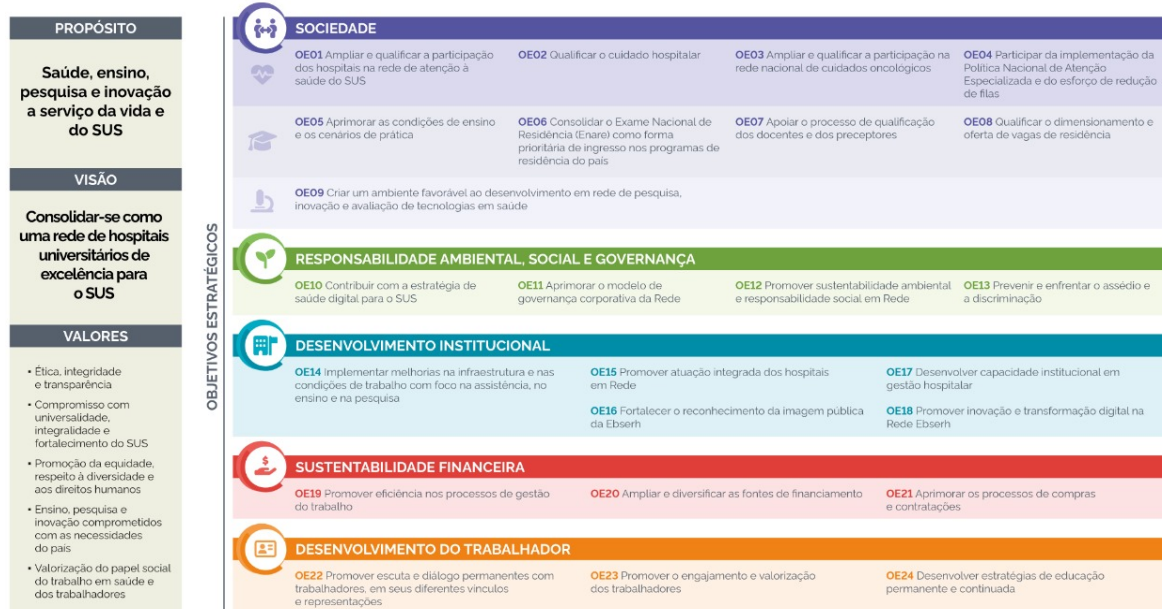 PROPÓSITO
Saúde, ensino,
pesquisa e inovação
a serviço da vida e
do SUS
VISÃO
Consolidar-se como
uma rede de hospitais
universitários de
excelência para
o SUS
VALORES
▪ Ética, integridade
e transparência
▪ Compromisso com
universalidade,
integralidade e
fortalecimento do SUS
▪ Promoção da equidade,
respeito à diversidade e
aos direitos humanos
▪ Ensino, pesquisa e
inovação comprometidos
com as necessidades
do país
▪ Valorização do papel social
do trabalho em saúde e
dos trabalhadores
OBJETIVOS ESTRATÉGICOS
SOCIEDADE
OE01 Ampliar e qualificar a participação
dos hospitais na rede de atenção à
saúde do SUS
OE02 Qualificar o cuidado hospitalar
OE03 Ampliar e qualificar a participação na
rede nacional de cuidados oncológicos
OE04 Participar da implementação da
Política Nacional de Atenção
Especializada e do esforço de redução
de filas
OE05 Aprimorar as condições de ensino
e os cenários de prática
OE06 Consolidar o Exame Nacional de
Residência (Enare) como forma
prioritária de ingresso nos programas de
residência do país
OE07 Apoiar o processo de qualificação
dos docentes e dos preceptores
OE08 Qualificar o dimensionamento e
oferta de vagas de residência
OE09 Criar um ambiente favorável ao desenvolvimento em rede de pesquisa,
inovação e avaliação de tecnologias em saúde
RESPONSABILIDADE AMBIENTAL, SOCIAL E GOVERNANÇA
OE10 Contribuir com a estratégia de
saúde digital para o SUS
OE11 Aprimorar o modelo de
governança corporativa da Rede
OE12 Promover sustentabilidade ambiental
e responsabilidade social em Rede
OE13 Prevenir e enfrentar o assédio e
a discriminação
DESENVOLVIMENTO INSTITUCIONAL
OE14 Implementar melhorias na infraestrutura e nas
condições de trabalho com foco na assistência, no
ensino e na pesquisa
OE15 Promover atuação integrada dos hospitais
em Rede
OE16 Fortalecer o reconhecimento da imagem pública
da Ebserh
OE17 Desenvolver capacidade institucional em
gestão hospitalar
OE18 Promover inovação e transformação digital na
Rede Ebserh
SUSTENTABILIDADE FINANCEIRA
OE19 Promover eficiência nos processos de gestão
do trabalho
OE20 Ampliar e diversificar as fontes de financiamento
OE21 Aprimorar os processos de compras
e contratações
DESENVOLVIMENTO DO TRABALHADOR
OE22 Promover escuta e diálogo permanentes com
trabalhadores, em seus diferentes vínculos
e representações
OE23 Promover o engajamento e valorização
dos trabalhadores
OE24 Desenvolver estratégias de educação
permanente e continuada